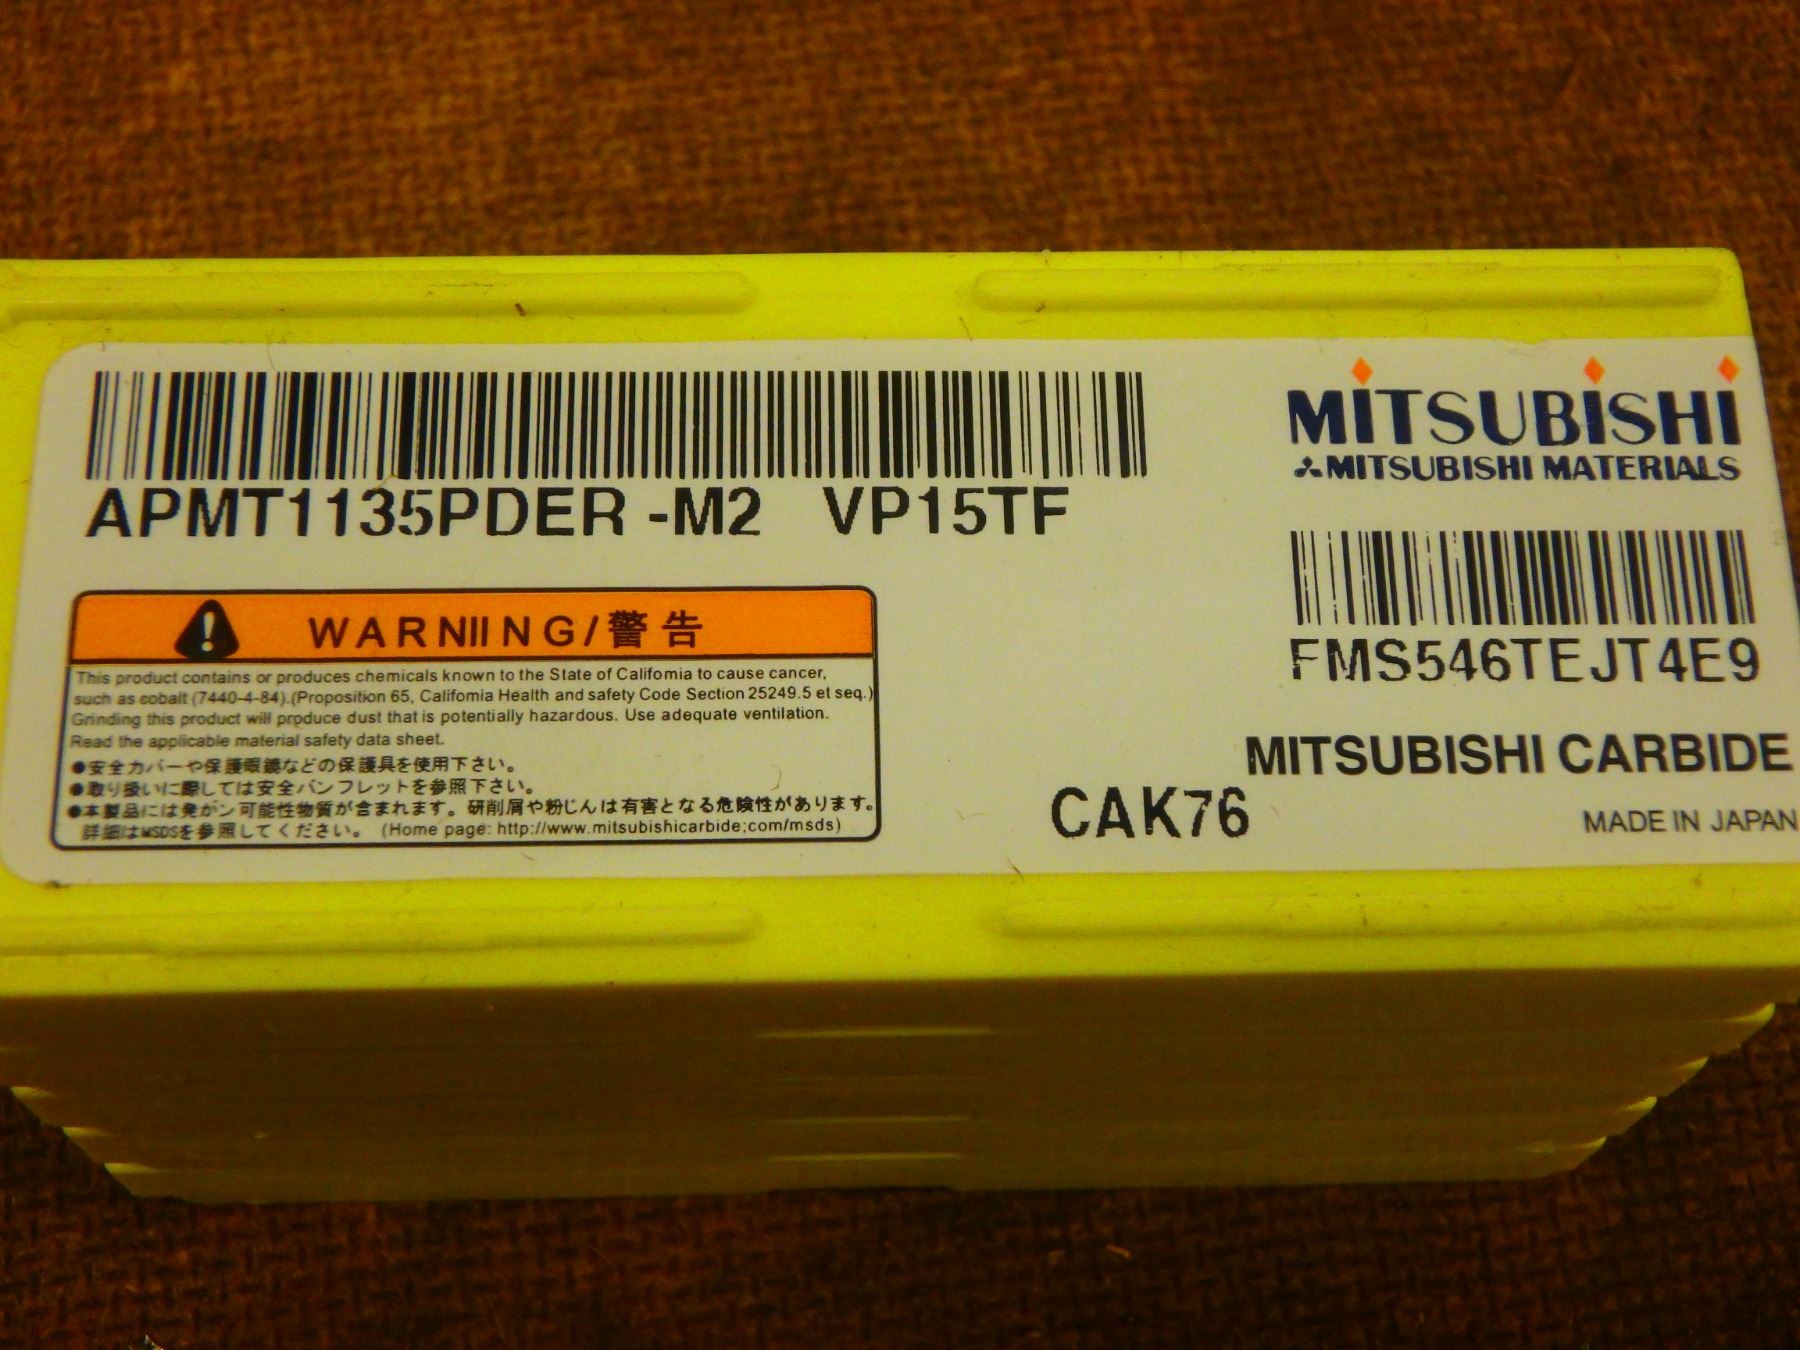 APMT1135PDER -M2 VP15TF
MITSUBISHI
MITSUBISHI MATERIALS
FMS546TEJT4E9
WARNIING/警告
This product contains or produces chemicals known to the State of Califomia to cause cancer,
such as cobalt (7440-4-84).(Proposition 65, Califomia Health and safety Code Section 25249.5 et seq.)
Grinding this product will produce dust that is potentially hazardous. Use adequate ventilation.
Read the applicable material safety data sheet.
●安全カバーや保護眼鏡などの保護具を使用下さい。
●取り扱いに際しては安全パンフレットを参照下さい。
●本製品には発がン可能性物質が含まれます。研削屑や粉じんは有害となる危険性があります。
詳細はMSDSを参照してください。 (Home page: http://www.mitsubishicarbide;com/msds)
MITSUBISHI CARBIDE
CAK76
MADE IN JAPAN